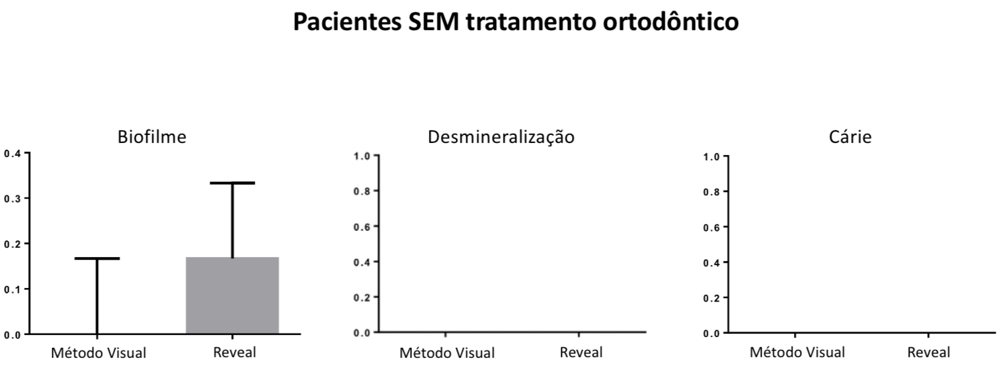 Pacientes SEM tratamento ortodôntico
Biofilme
0.4
0.3
0.2
0.1
0.0
Método Visual
Reveal
Desmineralização
1.0
0.8
0.6
0.4
0.2
0.0
Método Visual
Reveal
Cárie
1.0
0.8
0.6
0.4
0.2
0.0
Método Visual
Reveal